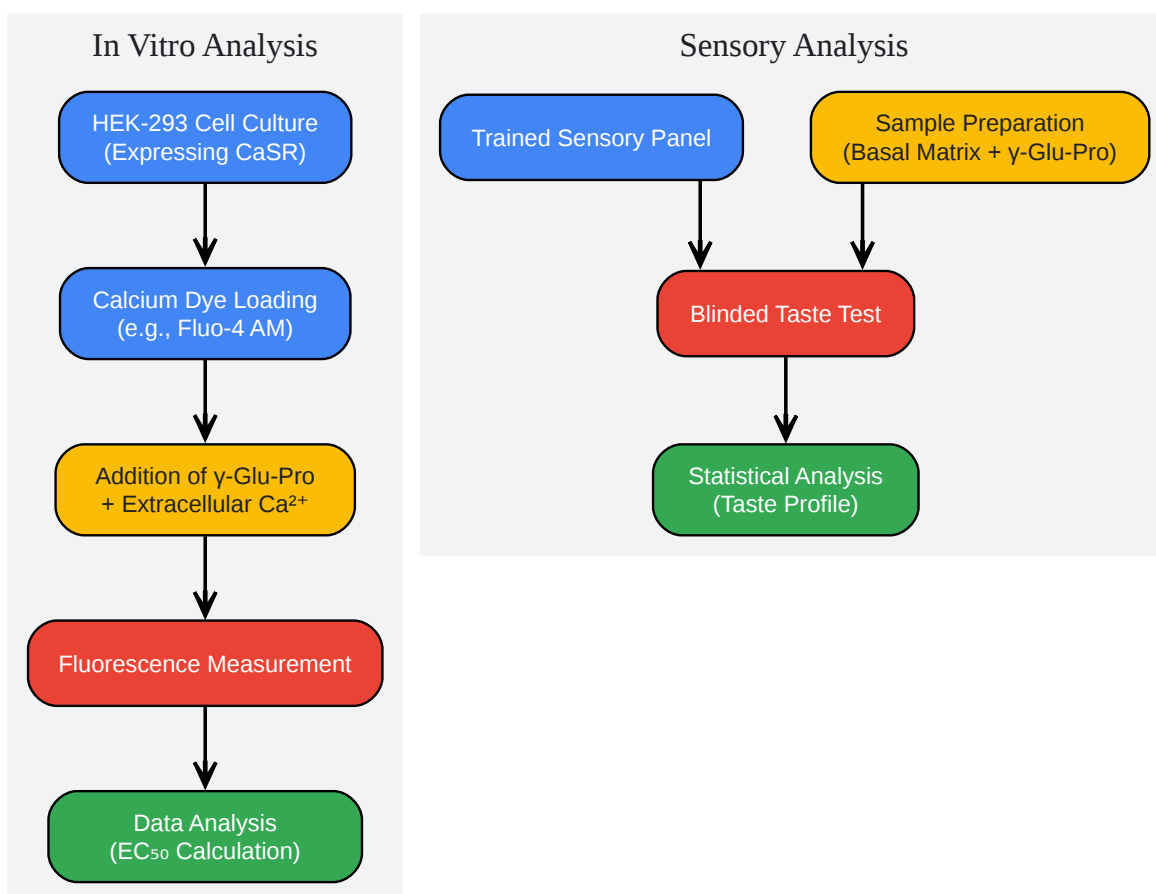 In Vitro Analysis
HEK-293 Cell Culture
(Expressing CaSR)
Calcium Dye Loading
(e.g., Fluo-4 AM)
Addition of γ-Glu-Pro
+ Extracellular Ca²⁺
Fluorescence Measurement
Data Analysis
(EC₅₀ Calculation)
Sensory Analysis
Trained Sensory Panel
Sample Preparation
(Basal Matrix + γ-Glu-Pro)
Blinded Taste Test
Statistical Analysis
(Taste Profile)